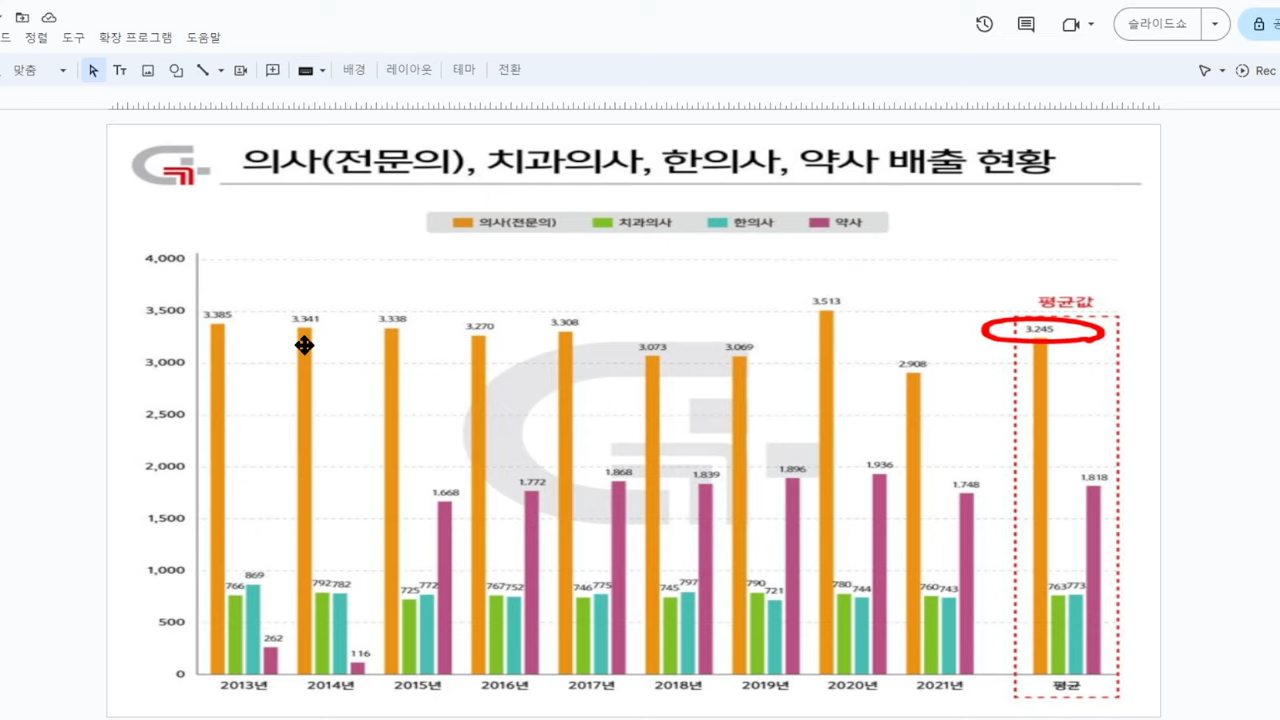 정렬 도구 확장 프로그램 도움말
슬라이드쇼
맞춤 배경 레이아웃 테마 전환 Rec
의사(전문의), 치과의사, 한의사, 약사 배출 현황
의사(전문의) 치과의사 한의사 약사
4,000
3,500
3,000
2,500
2,000
1,500
1,000
500
0
평균값
3.385 3.341 3.338 3.270 3.308 3.073 3.069 3.513 2.908 3.245
1.668 1.772 1.868 1.839 1.896 1.936 1.748 1.818
766 869 262
792 782 116
725 772
767 752
746 775
745 797
790 721
780 744
760 743
763 773
2013년 2014년 2015년 2016년 2017년 2018년 2019년 2020년 2021년 평균